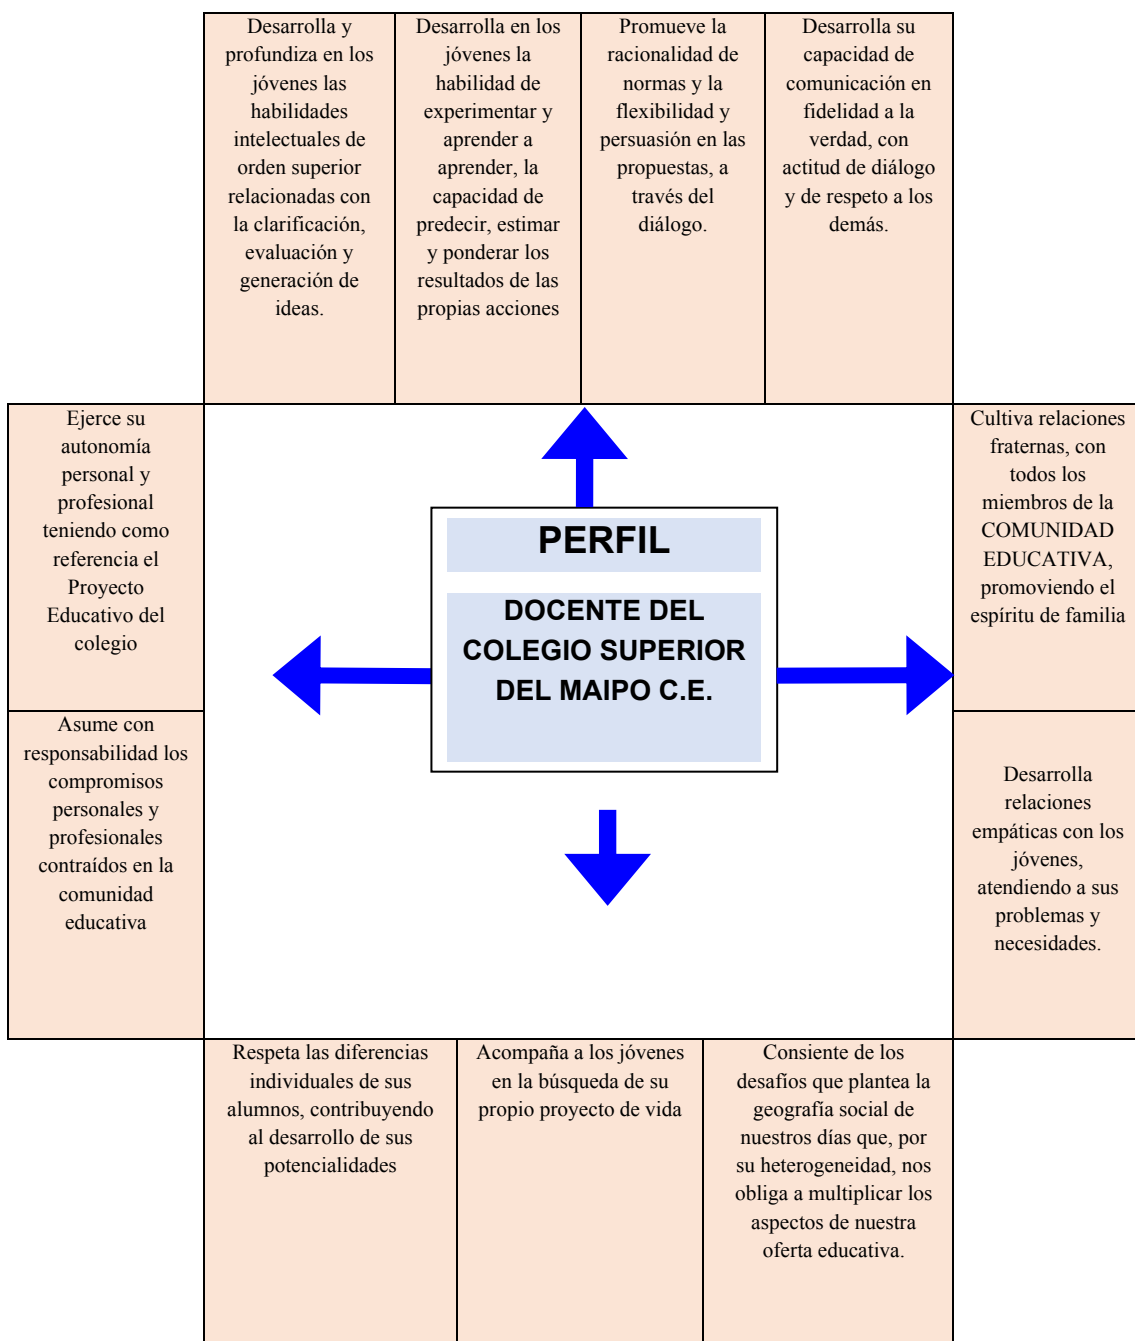 Desarrolla y
profundiza en los
jóvenes las
habilidades
intelectuales de
orden superior
relacionadas con
la clarificación,
evaluación y
generación de
ideas.
Desarrolla en los
jóvenes la
habilidad de
experimentar y
aprender a
aprender, la
capacidad de
predecir, estimar
y ponderar los
resultados de las
propias acciones
Promueve la
racionalidad de
normas y la
flexibilidad y
persuasión en las
propuestas, a
través del
diálogo.
Desarrolla su
capacidad de
comunicación en
fidelidad a la
verdad, con
actitud de diálogo
y de respeto a los
demás.
Ejerce su
autonomía
personal y
profesional
teniendo como
referencia el
Proyecto
Educativo del
colegio
Asume con
responsabilidad los
compromisos
personales y
profesionales
contraídos en la
comunidad
educativa
PERFIL
DOCENTE DEL
COLEGIO SUPERIOR
DEL MAIPO C.E.
Cultiva relaciones
fraternas, con
todos los
miembros de la
COMUNIDAD
EDUCATIVA,
promoviendo el
espíritu de familia
Desarrolla
relaciones
empáticas con los
jóvenes,
atendiendo a sus
problemas y
necesidades.
Respeta las diferencias
individuales de sus
alumnos, contribuyendo
al desarrollo de sus
potencialidades
Acompaña a los jóvenes
en la búsqueda de su
propio proyecto de vida
Consiente de los
desafíos que plantea la
geografía social de
nuestros días que, por
su heterogeneidad, nos
obliga a multiplicar los
aspectos de nuestra
oferta educativa.